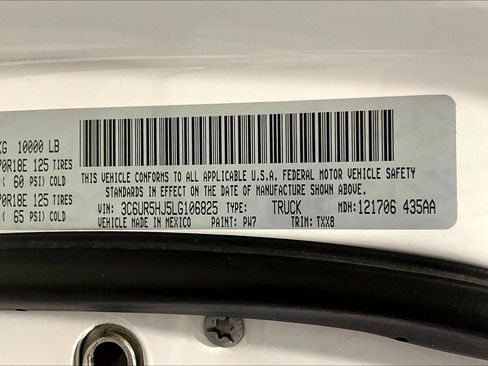 KG 10000 LB
70R18E 125 TIRES
( 60 PSI) COLD
70R18E 125 TIRES
( 65 PSI) COLD
THIS VEHICLE CONFORMS TO ALL APPLICABLE U.S.A. FEDERAL MOTOR VEHICLE SAFETY
STANDARDS IN EFFECT ON THE DATE OF MANUFACTURE SHOWN ABOVE.
VIN: 3C6UR5HJ5LG106825 TYPE: TRUCK MDH: 121706 435AA
VEHICLE MADE IN MEXICO PAINT: PW7 TRIM: TXX8